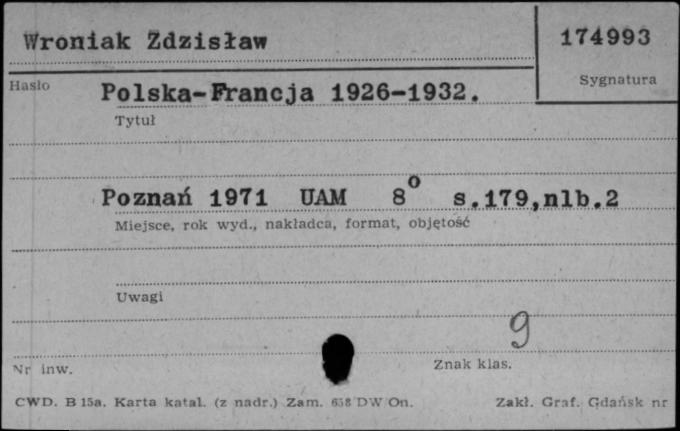 Wroniak Zdzisław
174993
Hasło
Sygnatura
Polska-Francja 1926-1932.
Tytuł
Poznań 1971 UAM 8° s.179,nlb.2
Miejsce, rok wyd., nakładca, format, objętość
Uwagi
9
Nr inw.
Znak klas.
CWD. B 15a. Karta katal. (z nadr.) Zam. 658 DW On.
Zakł. Graf. Gdańsk nr